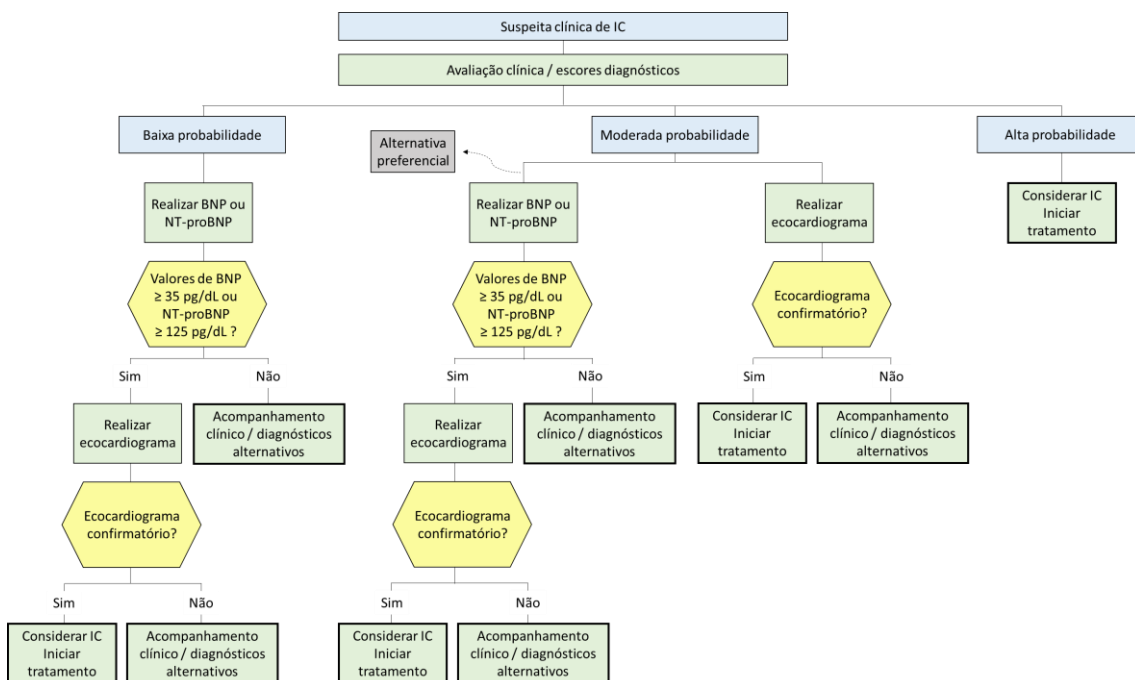 Suspeita clínica de IC
Avaliação clínica / escores diagnósticos
Baixa probabilidade
Alternativa
preferencial
Moderada probabilidade
Alta probabilidade
Realizar BNP ou
NT-proBNP
Realizar BNP ou
NT-proBNP
Realizar
ecocardiograma
Considerar IC
Iniciar
tratamento
Valores de BNP
≥ 35 pg/dL ou
NT-proBNP
≥ 125 pg/dL ?
Valores de BNP
≥ 35 pg/dL ou
NT-proBNP
≥ 125 pg/dL ?
Ecocardiograma
confirmatório?
Sim
Não
Sim
Não
Sim
Não
Realizar
ecocardiograma
Acompanhamento
clínico / diagnósticos
alternativos
Realizar
ecocardiograma
Acompanhamento
clínico / diagnósticos
alternativos
Considerar IC
Iniciar
tratamento
Acompanhamento
clínico / diagnósticos
alternativos
Ecocardiograma
confirmatório?
Ecocardiograma
confirmatório?
Sim
Não
Sim
Não
Considerar IC
Iniciar
tratamento
Acompanhamento
clínico / diagnósticos
alternativos
Considerar IC
Iniciar
tratamento
Acompanhamento
clínico / diagnósticos
alternativos